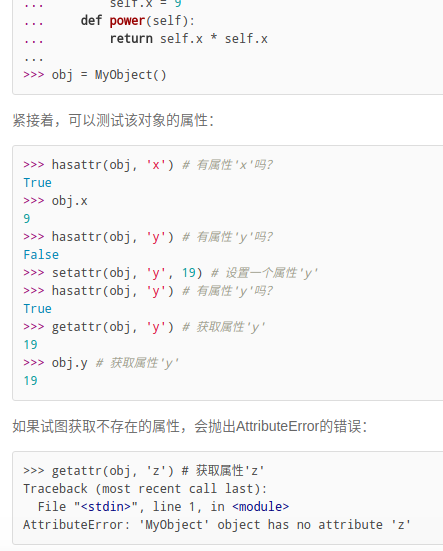 ...         self.x = 9
...     def power(self):
...         return self.x * self.x
...
>>> obj = MyObject()
紧接着，可以测试该对象的属性：
>>> hasattr(obj, 'x') # 有属性'x'吗？
True
>>> obj.x
9
>>> hasattr(obj, 'y') # 有属性'y'吗？
False
>>> setattr(obj, 'y', 19) # 设置一个属性'y'
>>> hasattr(obj, 'y') # 有属性'y'吗？
True
>>> getattr(obj, 'y') # 获取属性'y'
19
>>> obj.y # 获取属性'y'
19
如果试图获取不存在的属性，会抛出AttributeError的错误：
>>> getattr(obj, 'z') # 获取属性'z'
Traceback (most recent call last):
  File "<stdin>", line 1, in <module>
AttributeError: 'MyObject' object has no attribute 'z'